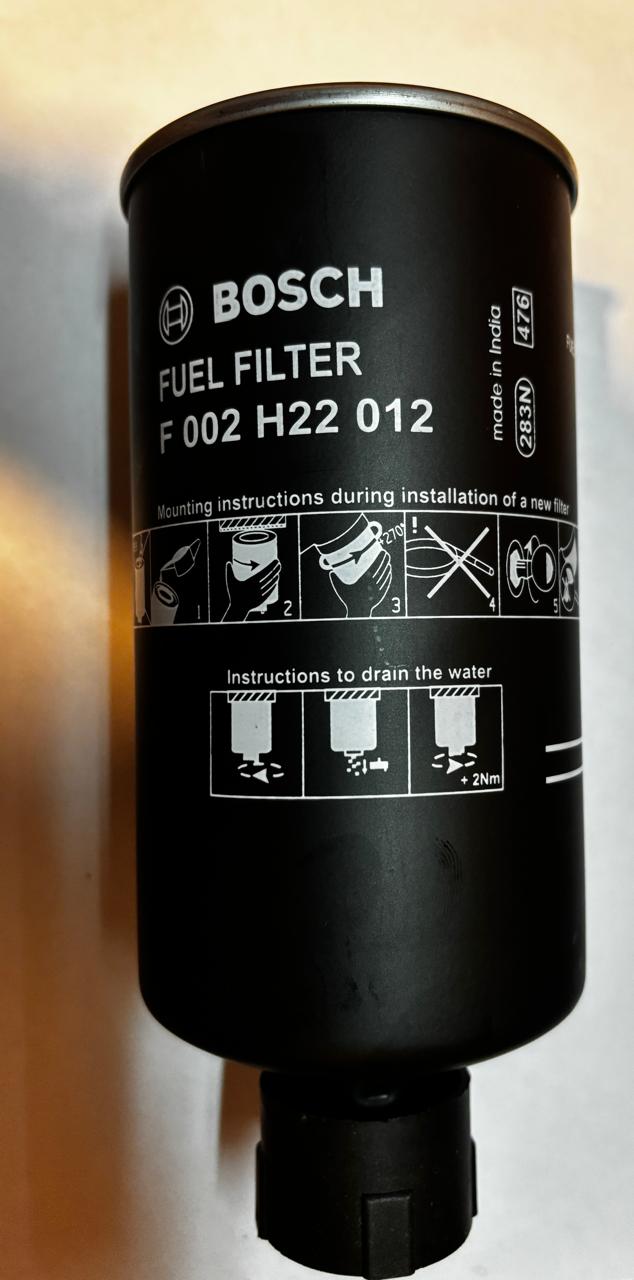 BOSCH
FUEL FILTER
F 002 H22 012
made in India
283N
476
Mounting instructions during installation of a new filter
1
2
+270°
3
!
4
5
Instructions to drain the water
+ 2Nm